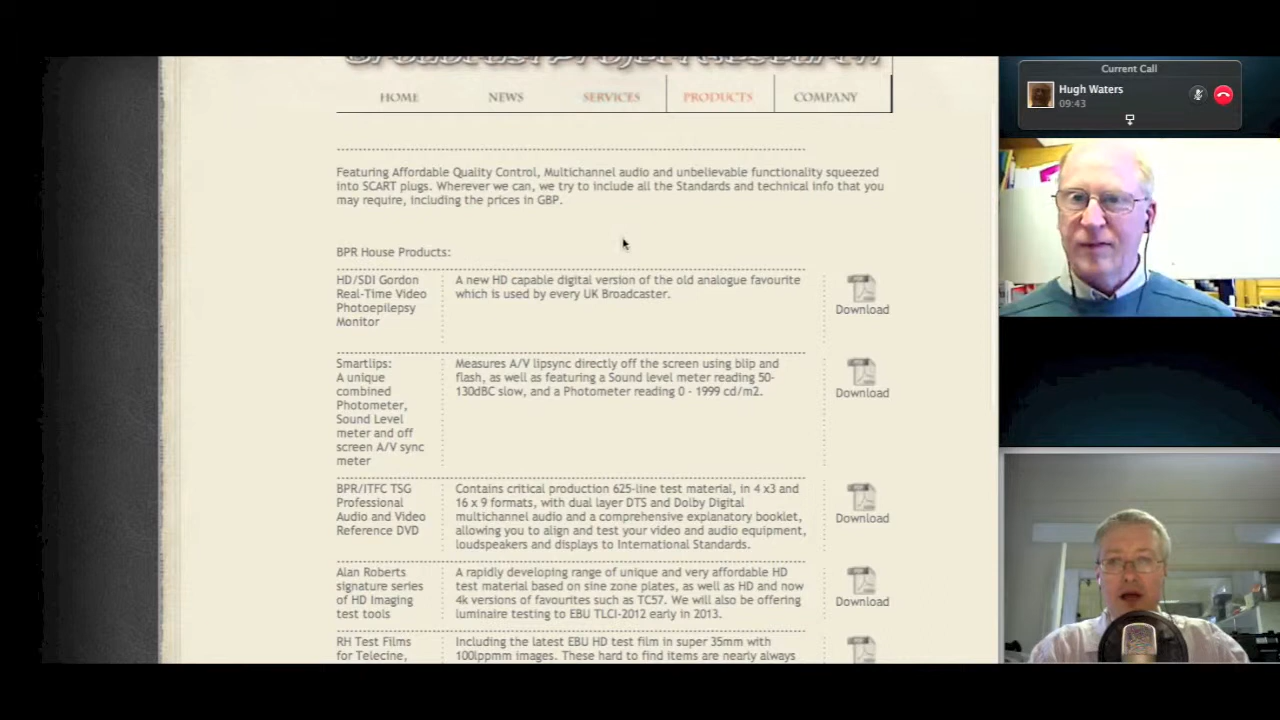 HOME NEWS SERVICES PRODUCTS COMPANY
Featuring Affordable Quality Control, Multichannel audio and unbelievable functionality squeezed
into SCART plugs. Wherever we can, we try to include all the Standards and technical info that you
may require, including the prices in GBP.
BPR House Products:
HD/SDI Gordon
Real-Time Video
Photoepilepsy
Monitor
A new HD capable digital version of the old analogue favourite
which is used by every UK Broadcaster.
PDF
Download
Smartlips:
A unique
combined
Photometer,
Sound Level
meter and off
screen A/V sync
meter
Measures A/V lipsync directly off the screen using blip and
flash, as well as featuring a Sound level meter reading 50-
130dBC slow, and a Photometer reading 0 - 1999 cd/m2.
PDF
Download
BPR/ITFC TSG
Professional
Audio and Video
Reference DVD
Contains critical production 625-line test material, in 4 x3 and
16 x 9 formats, with dual layer DTS and Dolby Digital
multichannel audio and a comprehensive explanatory booklet,
allowing you to align and test your video and audio equipment,
loudspeakers and displays to International Standards.
PDF
Download
Alan Roberts
signature series
of HD imaging
test tools
A rapidly developing range of unique and very affordable HD
test material based on sine zone plates, as well as HD and now
4k versions of favourites such as TC57. We will also be offering
luminaire testing to EBU TLCI-2012 early in 2013.
PDF
Download
RH Test Films
for Telecine,
Including the latest EBU HD test film in super 35mm with
100lppmm images. These hard to find items are nearly always
PDF
Current Call
Hugh Waters
09:43